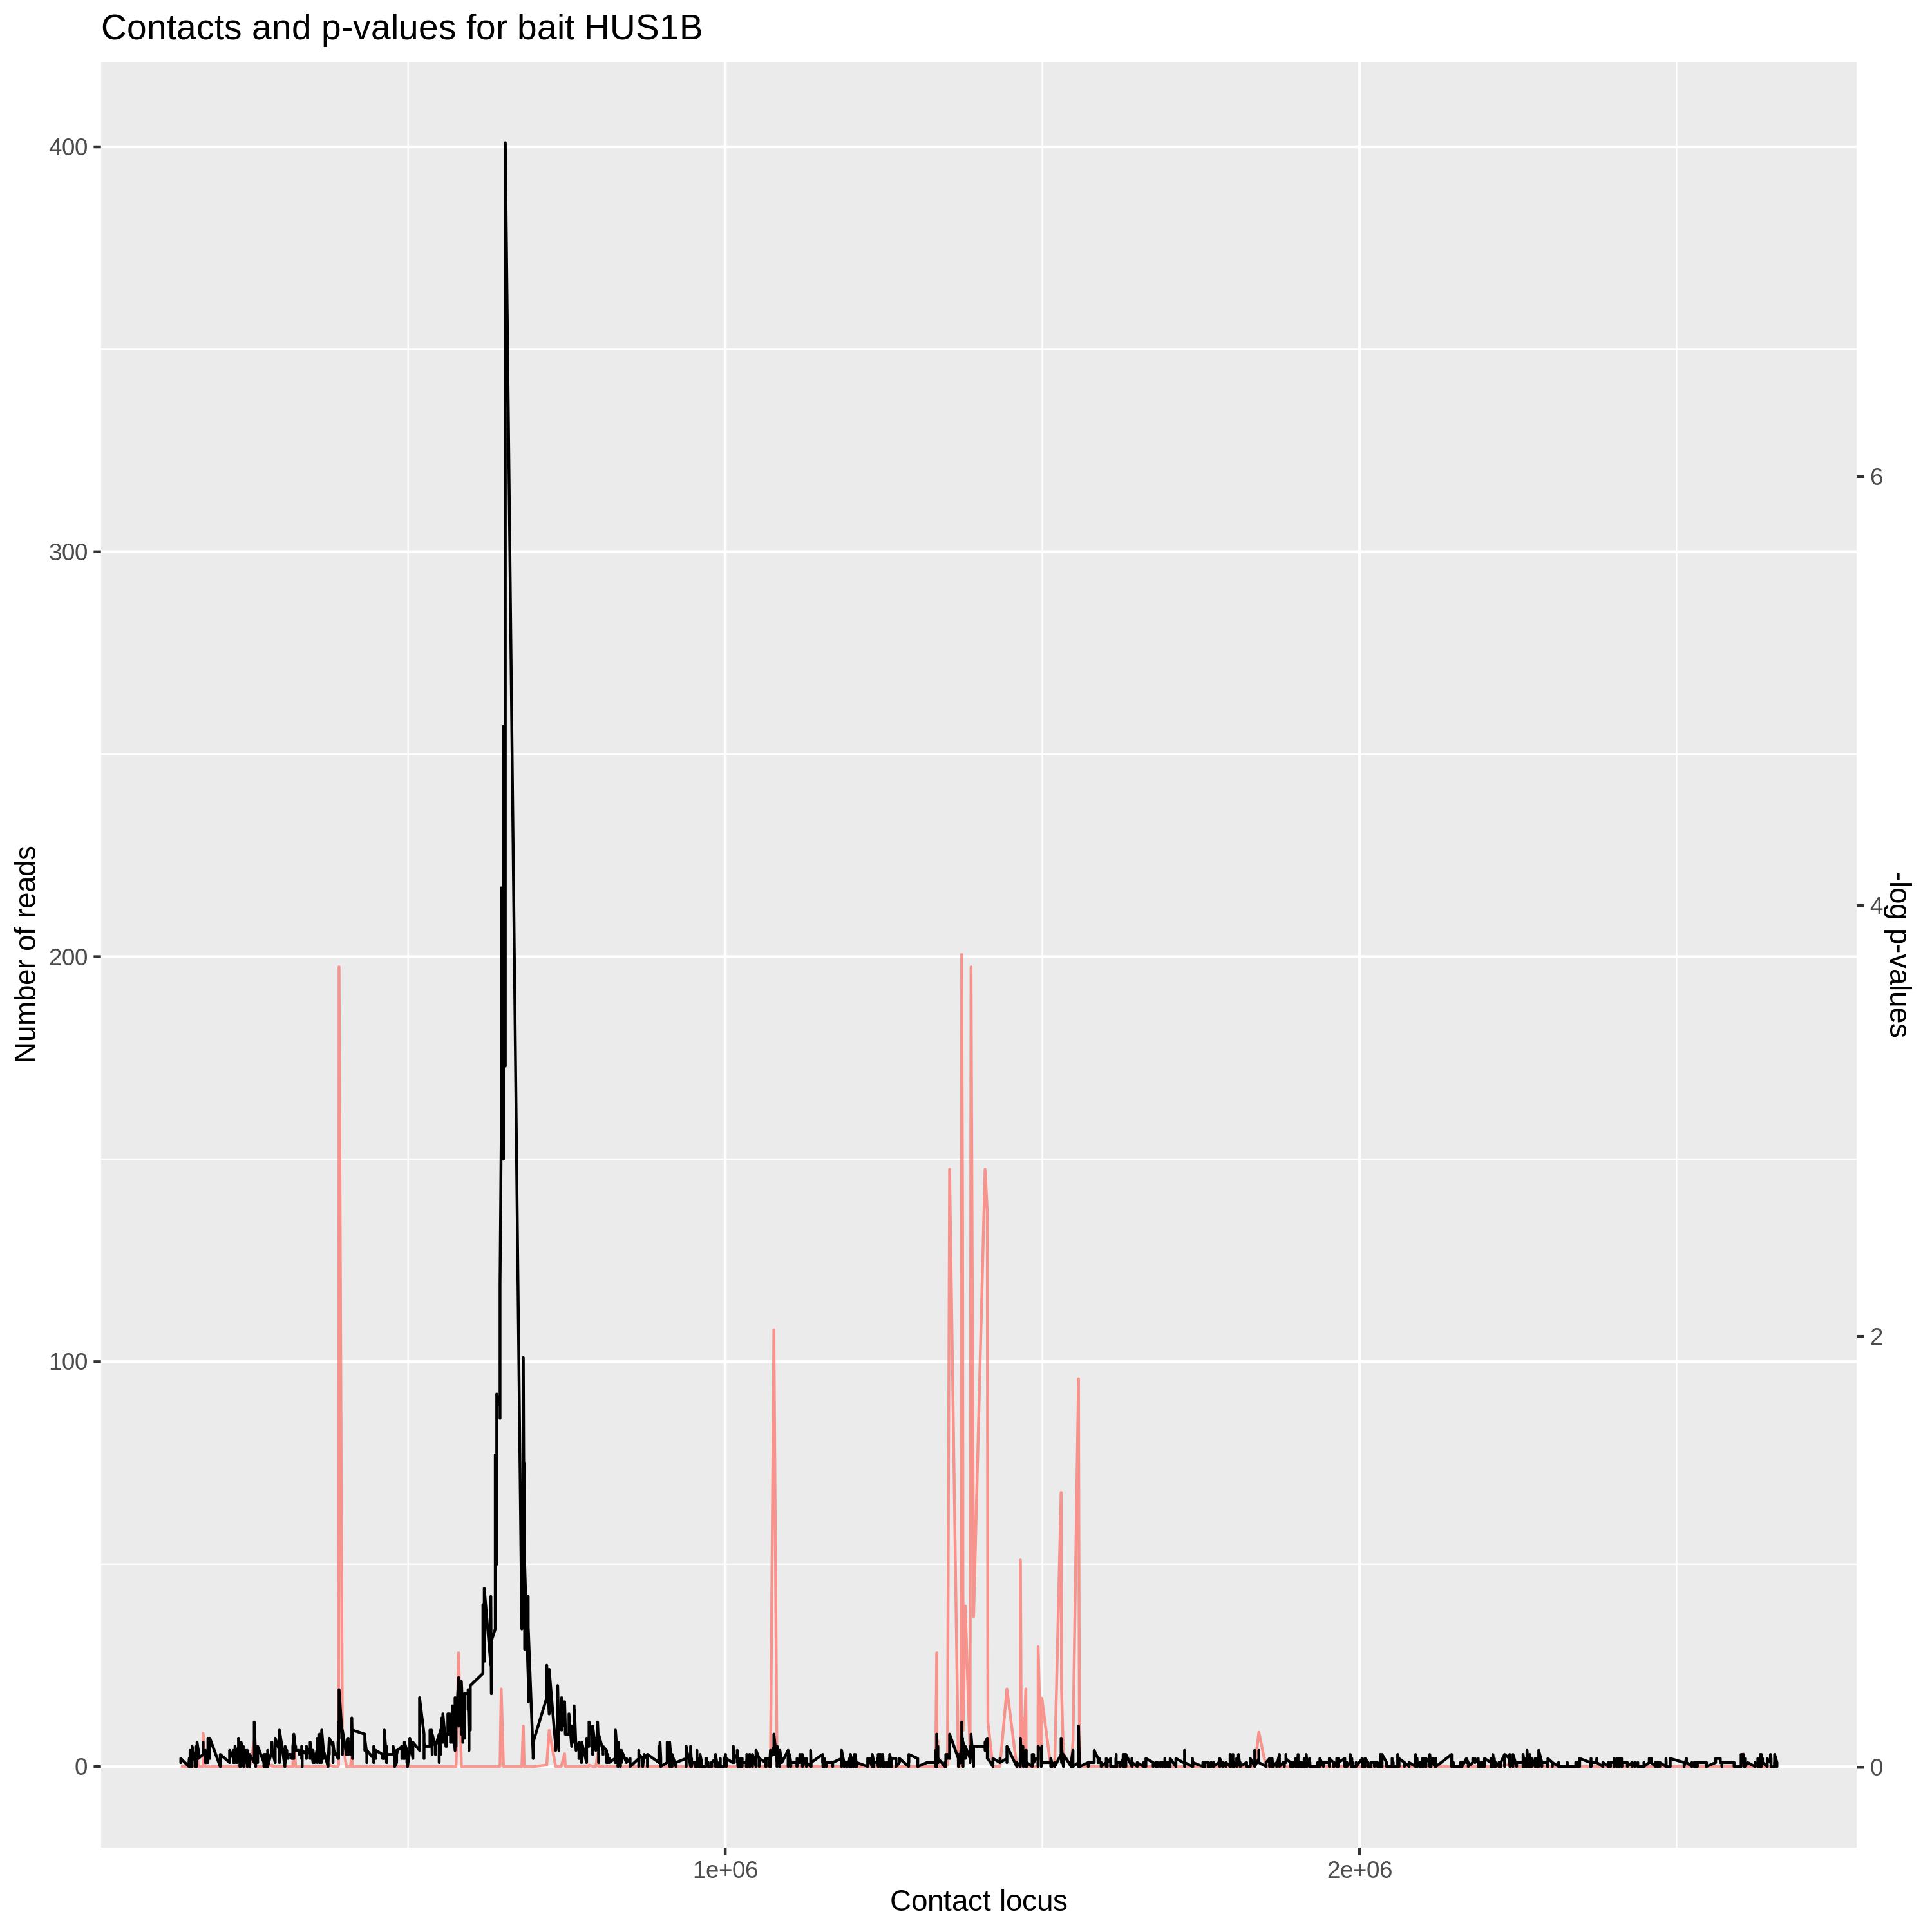 Contacts and p-values for bait HUS1B
400
300
200
100
0
Number of reads
6
4
2
0
-log p-values
1e+06
2e+06
Contact locus